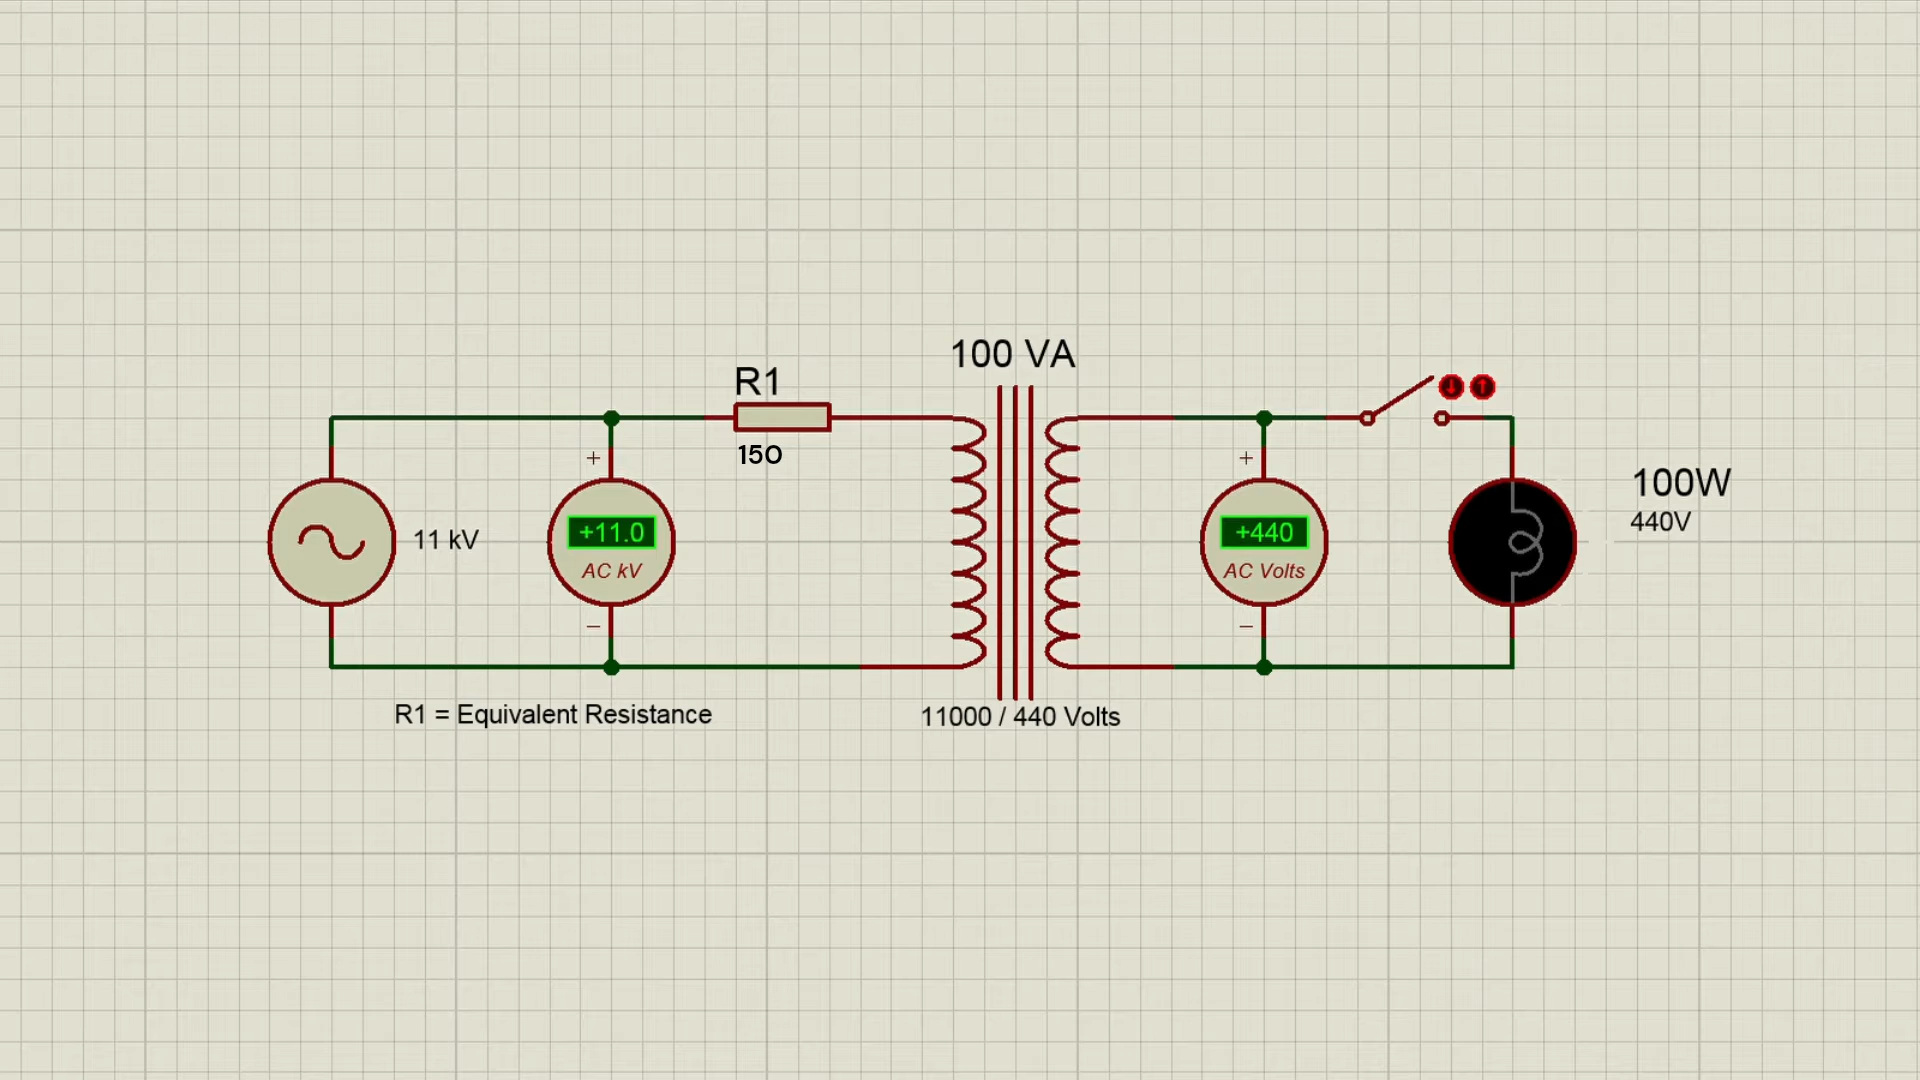 100 VA
R1
150
+
+
+11.0
AC kV
11 kV
+440
AC Volts
100W
440V
−
−
R1 = Equivalent Resistance
11000 / 440 Volts